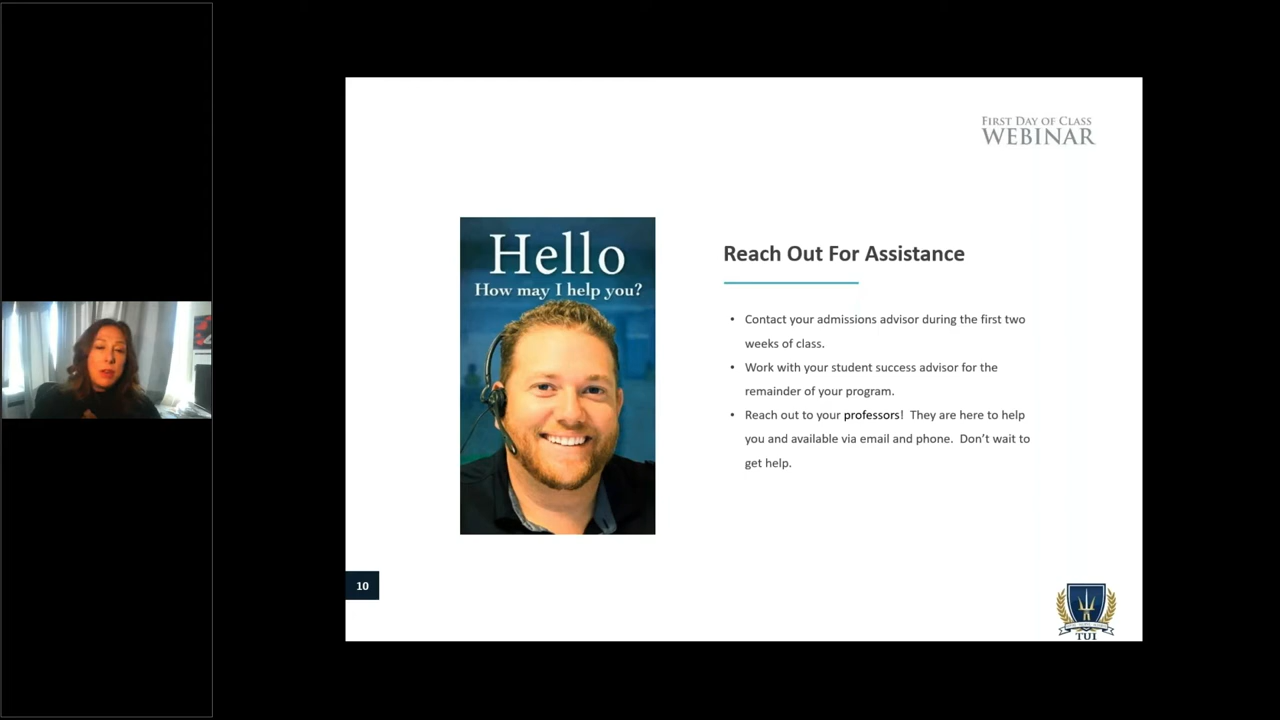 FIRST DAY OF CLASS
WEBINAR
Hello
How may I help you?
Reach Out For Assistance
• Contact your admissions advisor during the first two
weeks of class.
• Work with your student success advisor for the
remainder of your program.
• Reach out to your professors!  They are here to help
you and available via email and phone.  Don’t wait to
get help.
10
TUI